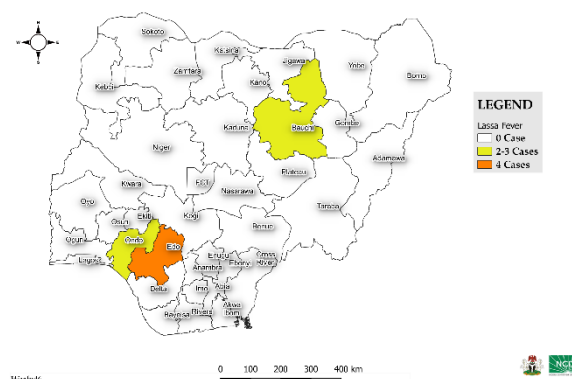 N
W E
S
Sokoto
Katsina
Jigawa
Yobe
Borno
Zamfara
Kebbi
Kano
Kaduna
Bauchi
Gombe
Niger
Adamawa
Plateau
FCT
Kwara
Nasarawa
Oyo
Taraba
Ekiti
Kogi
Osun
Benue
Ogun
Ondo
Edo
Lagos
Enugu
Ebonyi
Cross
River
Anambra
Delta
Imo
Abia
Akwa
Ibom
Rivers
Bayelsa
LEGEND
Lassa Fever
0 Case
2-3 Cases
4 Cases
0 100 200 300 400 km
NCD